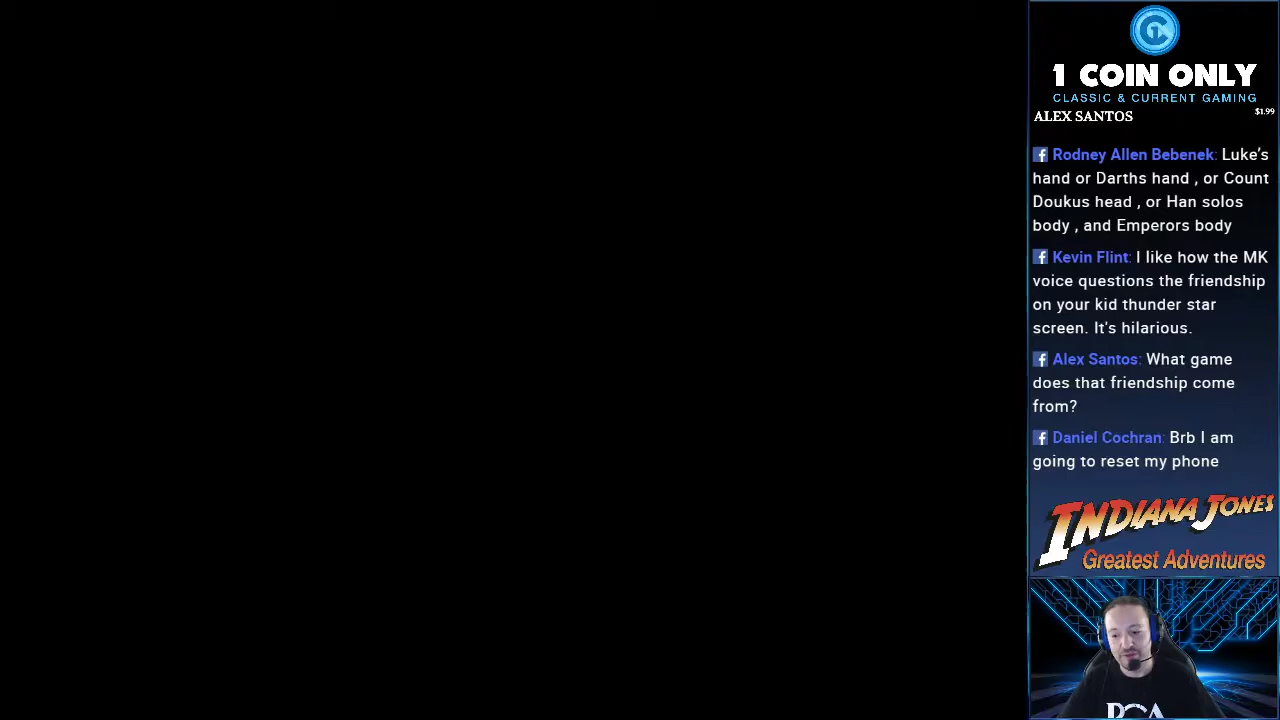 1 COIN ONLY
CLASSIC & CURRENT GAMING
ALEX SANTOS $1.99
Rodney Allen Bebenek: Luke's
hand or Darths hand , or Count
Doukus head , or Han solos
body , and Emperors body
Kevin Flint: I like how the MK
voice questions the friendship
on your kid thunder star
screen. It's hilarious.
Alex Santos: What game
does that friendship come
from?
Daniel Cochran: Brb I am
going to reset my phone
INDIANA JONES
Greatest Adventures